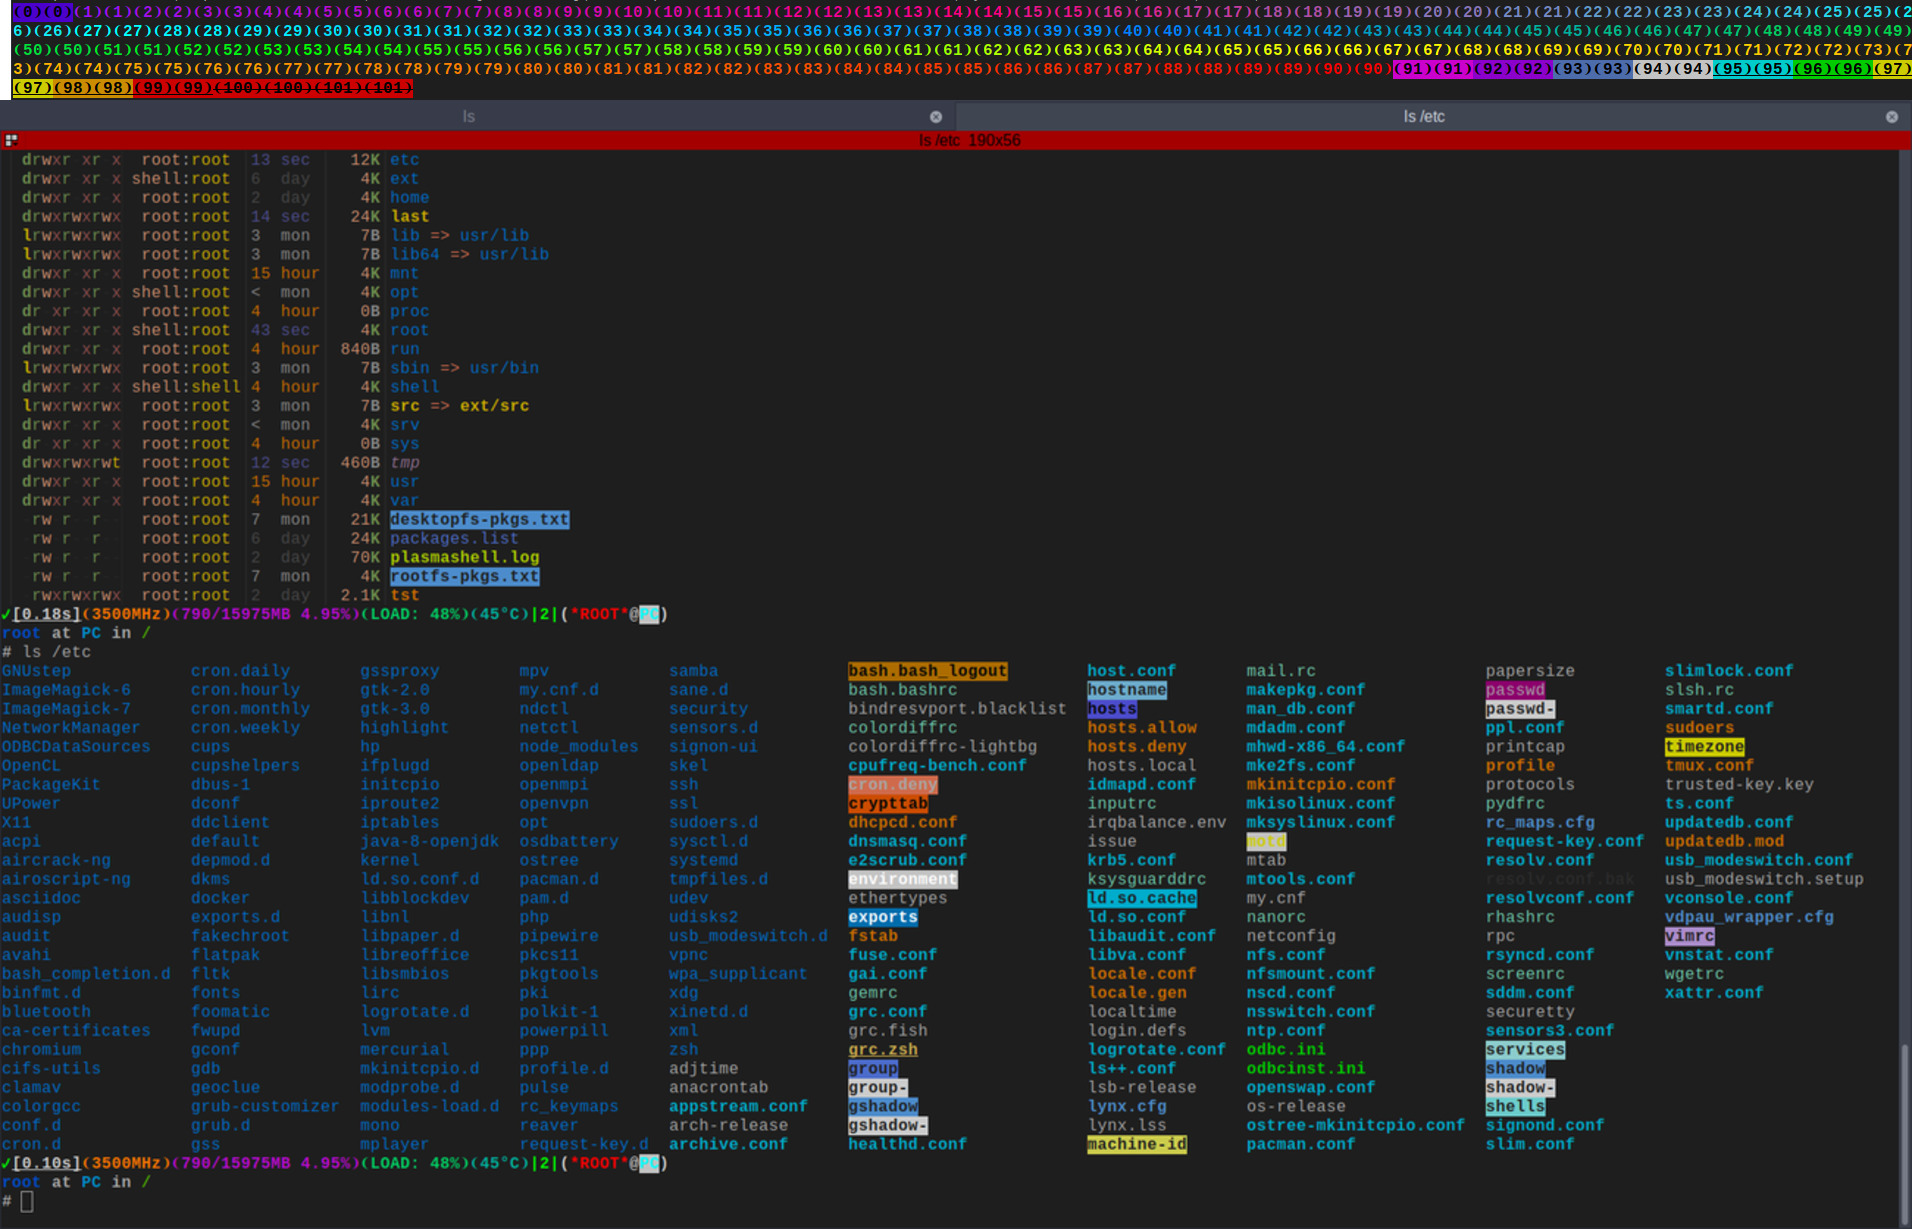 (0)(0)(1)(1)(2)(2)(3)(3)(4)(4)(5)(5)(6)(6)(7)(7)(8)(8)(9)(9)(10)(10)(11)(11)(12)(12)(13)(13)(14)(14)(15)(15)(16)(16)(17)(17)(18)(18)(19)(19)(20)(20)(21)(21)(22)(22)(23)(23)(24)(24)(25)(25)(2
6)(26)(27)(27)(28)(28)(29)(29)(30)(30)(31)(31)(32)(32)(33)(33)(34)(34)(35)(35)(36)(36)(37)(37)(38)(38)(39)(39)(40)(40)(41)(41)(42)(42)(43)(43)(44)(44)(45)(45)(46)(46)(47)(47)(48)(48)(49)(49)
(50)(50)(51)(51)(52)(52)(53)(53)(54)(54)(55)(55)(56)(56)(57)(57)(58)(58)(59)(59)(60)(60)(61)(61)(62)(62)(63)(63)(64)(64)(65)(65)(66)(66)(67)(67)(68)(68)(69)(69)(70)(70)(71)(71)(72)(72)(73)(7
3)(74)(74)(75)(75)(76)(76)(77)(77)(78)(78)(79)(79)(80)(80)(81)(81)(82)(82)(83)(83)(84)(84)(85)(85)(86)(86)(87)(87)(88)(88)(89)(89)(90)(90)(91)(91)(92)(92)(93)(93)(94)(94)(95)(95)(96)(96)(97)
(97)(98)(98)(99)(99)(100)(100)(101)(101)
ls ls /etc
ls /etc 190x56
drwxr xr x root:root 13 sec 12K etc
drwxr xr x shell:root 6 day 4K ext
drwxr xr x root:root 2 day 4K home
drwxrwxrwx root:root 14 sec 24K last
lrwxrwxrwx root:root 3 mon 7B lib => usr/lib
lrwxrwxrwx root:root 3 mon 7B lib64 => usr/lib
drwxr xr x root:root 15 hour 4K mnt
drwxr xr x shell:root < mon 4K opt
dr xr xr x root:root 4 hour 0B proc
drwxr xr x shell:root 43 sec 4K root
drwxr xr x root:root 4 hour 840B run
lrwxrwxrwx root:root 3 mon 7B sbin => usr/bin
drwxr xr x shell:shell 4 hour 4K shell
lrwxrwxrwx root:root 3 mon 7B src => ext/src
drwxr xr x root:root < mon 4K srv
dr xr xr x root:root 4 hour 0B sys
drwxrwxrwt root:root 12 sec 460B tmp
drwxr xr x root:root 15 hour 4K usr
drwxr xr x root:root 4 hour 4K var
rw r r root:root 7 mon 21K desktopfs-pkgs.txt
rw r r root:root 6 day 24K packages.list
rw r r root:root 2 day 70K plasmashell.log
rw r r root:root 7 mon 4K rootfs-pkgs.txt
rwxrwxrwx root:root 2 day 2.1K tst
✓[0.18s](3500MHz)(790/15975MB 4.95%)(LOAD: 48%)(45°C)|2|(*ROOT*@PC)
root at PC in /
# ls /etc
GNUstep cron.daily gssproxy mpv samba bash.bash_logout host.conf mail.rc papersize slimlock.conf
ImageMagick-6 cron.hourly gtk-2.0 my.cnf.d sane.d bash.bashrc hostname makepkg.conf passwd slsh.rc
ImageMagick-7 cron.monthly gtk-3.0 ndctl security bindresvport.blacklist hosts man_db.conf passwd- smartd.conf
NetworkManager cron.weekly highlight netctl sensors.d colordiffrc hosts.allow mdadm.conf ppl.conf sudoers
ODBCDataSources cups hp node_modules signon-ui colordiffrc-lightbg hosts.deny mhwd-x86_64.conf printcap timezone
OpenCL cupshelpers ifplugd openldap skel cpufreq-bench.conf hosts.local mke2fs.conf profile tmux.conf
PackageKit dbus-1 initcpio openmpi ssh cron.deny idmapd.conf mkinitcpio.conf protocols trusted-key.key
UPower dconf iproute2 openvpn ssl crypttab inputrc mkisolinux.conf pydfrc ts.conf
X11 ddclient iptables opt sudoers.d dhcpcd.conf irqbalance.env mksyslinux.conf rc_maps.cfg updatedb.conf
acpi default java-8-openjdk osdbattery sysctl.d dnsmasq.conf issue motd request-key.conf updatedb.mod
aircrack-ng depmod.d kernel ostree systemd e2scrub.conf krb5.conf mtab resolv.conf usb_modeswitch.conf
airoscript-ng dkms ld.so.conf.d pacman.d tmpfiles.d environment ksysguarddrc mtools.conf resolv.conf.bak usb_modeswitch.setup
asciidoc docker libblockdev pam.d udev ethertypes ld.so.cache my.cnf resolvconf.conf vconsole.conf
audisp exports.d libnl php udisks2 exports ld.so.conf nanorc rhashrc vdpau_wrapper.cfg
audit fakechroot libpaper.d pipewire usb_modeswitch.d fstab libaudit.conf netconfig rpc vimrc
avahi flatpak libreoffice pkcs11 vpnc fuse.conf libva.conf nfs.conf rsyncd.conf vnstat.conf
bash_completion.d fltk libsmbios pkgtools wpa_supplicant gai.conf locale.conf nfsmount.conf screenrc wgetrc
binfmt.d fonts lirc pki xdg gemrc locale.gen nscd.conf sddm.conf xattr.conf
bluetooth foomatic logrotate.d polkit-1 xinetd.d grc.conf localtime nsswitch.conf securetty
ca-certificates fwupd lvm powerpill xml grc.fish login.defs ntp.conf sensors3.conf
chromium gconf mercurial ppp zsh grc.zsh logrotate.conf odbc.ini services
cifs-utils gdb mkinitcpio.d profile.d adjtime group ls++.conf odbcinst.ini shadow
clamav geoclue modprobe.d pulse anacrontab group- lsb-release openswap.conf shadow-
colorgcc grub-customizer modules-load.d rc_keymaps appstream.conf gshadow lynx.cfg os-release shells
conf.d grub.d mono reaver arch-release gshadow- lynx.lss ostree-mkinitcpio.conf signond.conf
cron.d gss mplayer request-key.d archive.conf healthd.conf machine-id pacman.conf slim.conf
✓[0.10s](3500MHz)(790/15975MB 4.95%)(LOAD: 48%)(45°C)|2|(*ROOT*@PC)
root at PC in /
#